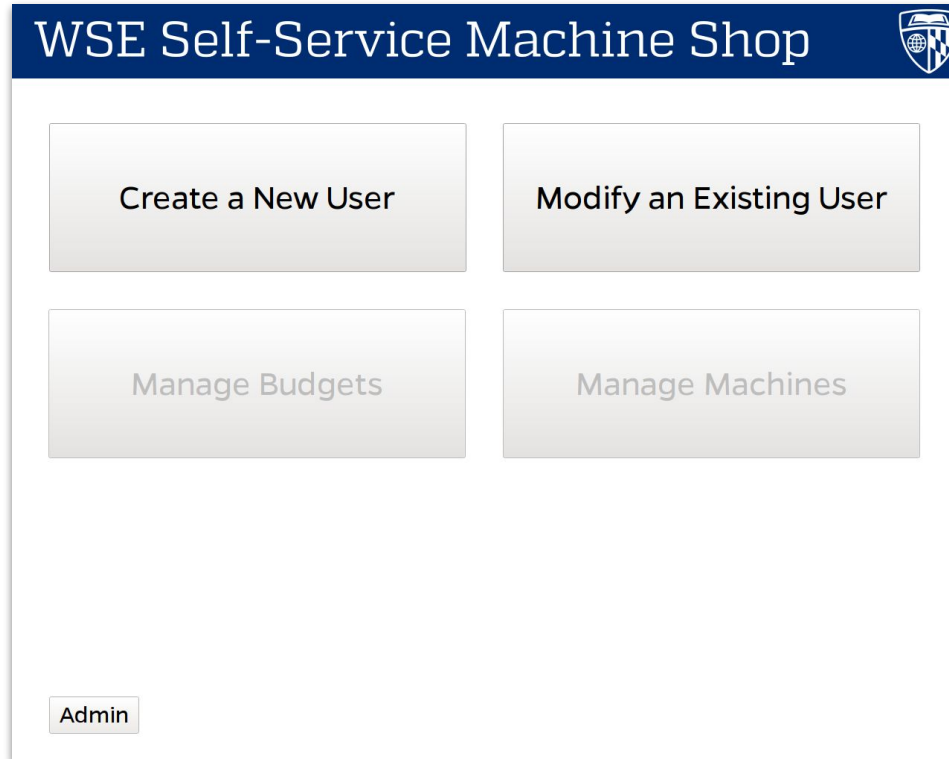 WSE Self-Service Machine Shop
Create a New User
Modify an Existing User
Manage Budgets
Manage Machines
Admin